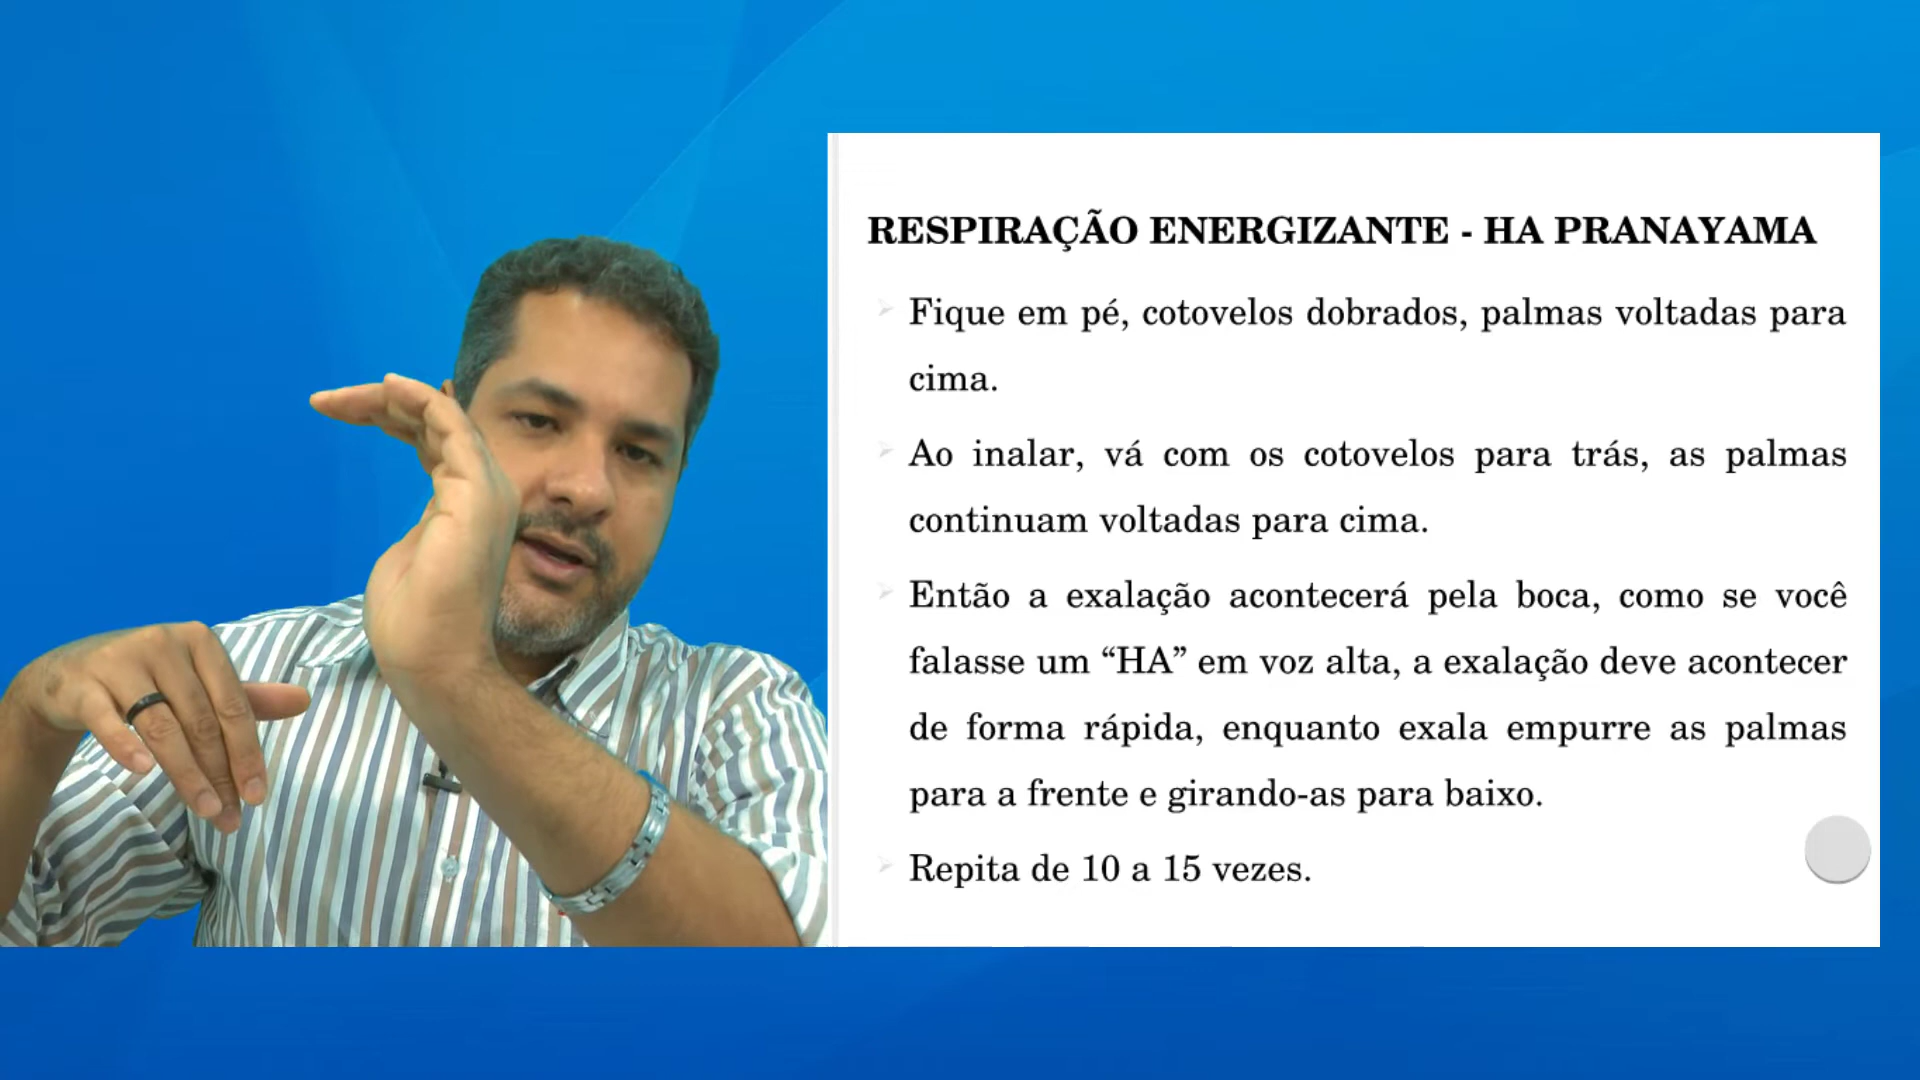 RESPIRAÇÃO ENERGIZANTE - HA PRANAYAMA
Fique em pé, cotovelos dobrados, palmas voltadas para
cima.
Ao inalar, vá com os cotovelos para trás, as palmas
continuam voltadas para cima.
Então a exalação acontecerá pela boca, como se você
falasse um “HA” em voz alta, a exalação deve acontecer
de forma rápida, enquanto exala empurre as palmas
para a frente e girando-as para baixo.
Repita de 10 a 15 vezes.